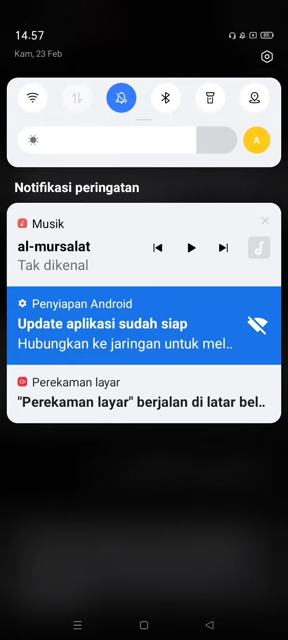 14.57
85
Kam, 23 Feb
A
Notifikasi peringatan
Musik
al-mursalat
Tak dikenal
Penyiapan Android
Update aplikasi sudah siap
Hubungkan ke jaringan untuk mel..
Perekaman layar
"Perekaman layar" berjalan di latar bel..